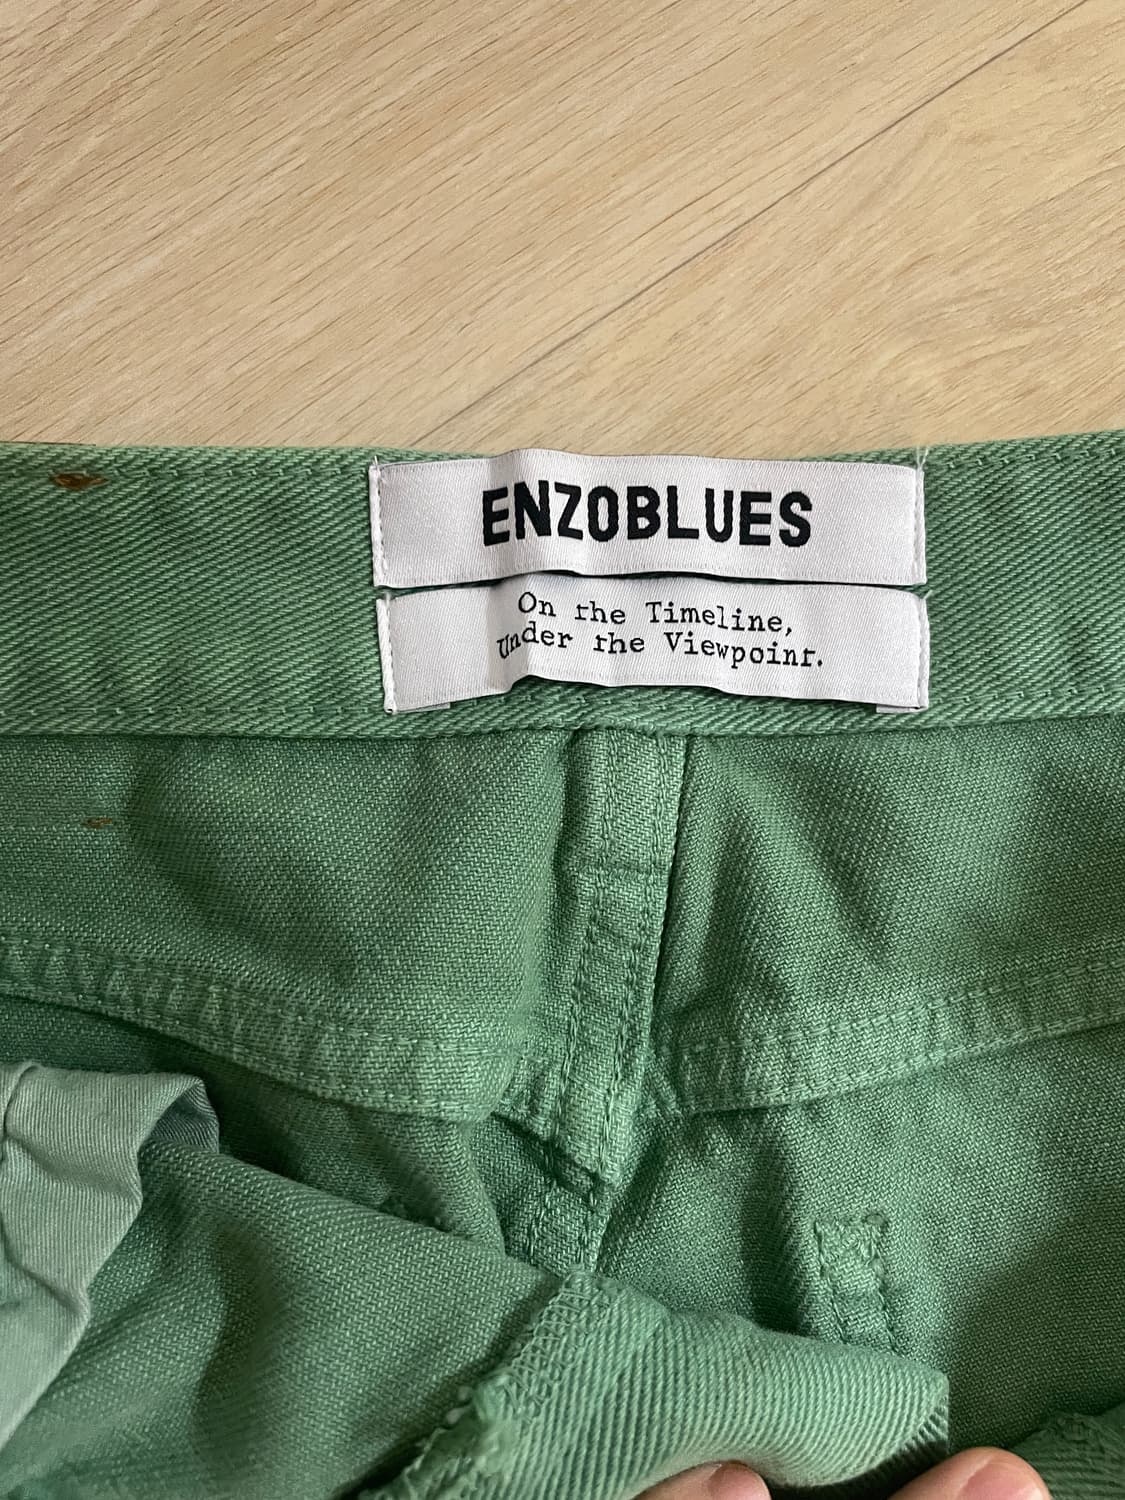 ENZOBLUES
On the Timeline,
Under the Viewpoint.